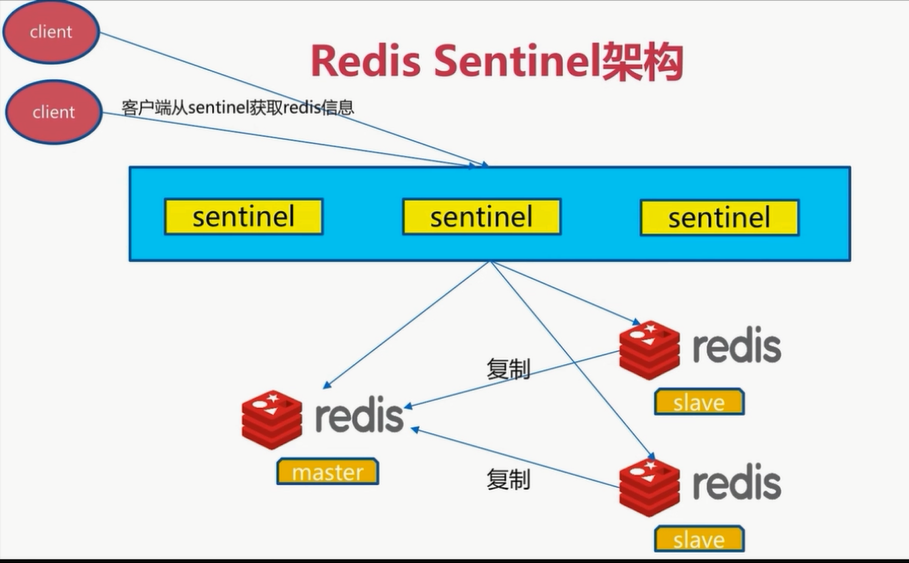 client
Redis Sentinel架构
client
客户端从sentinel获取redis信息
sentinel
sentinel
sentinel
redis
复制
slave
redis
master
复制
redis
slave